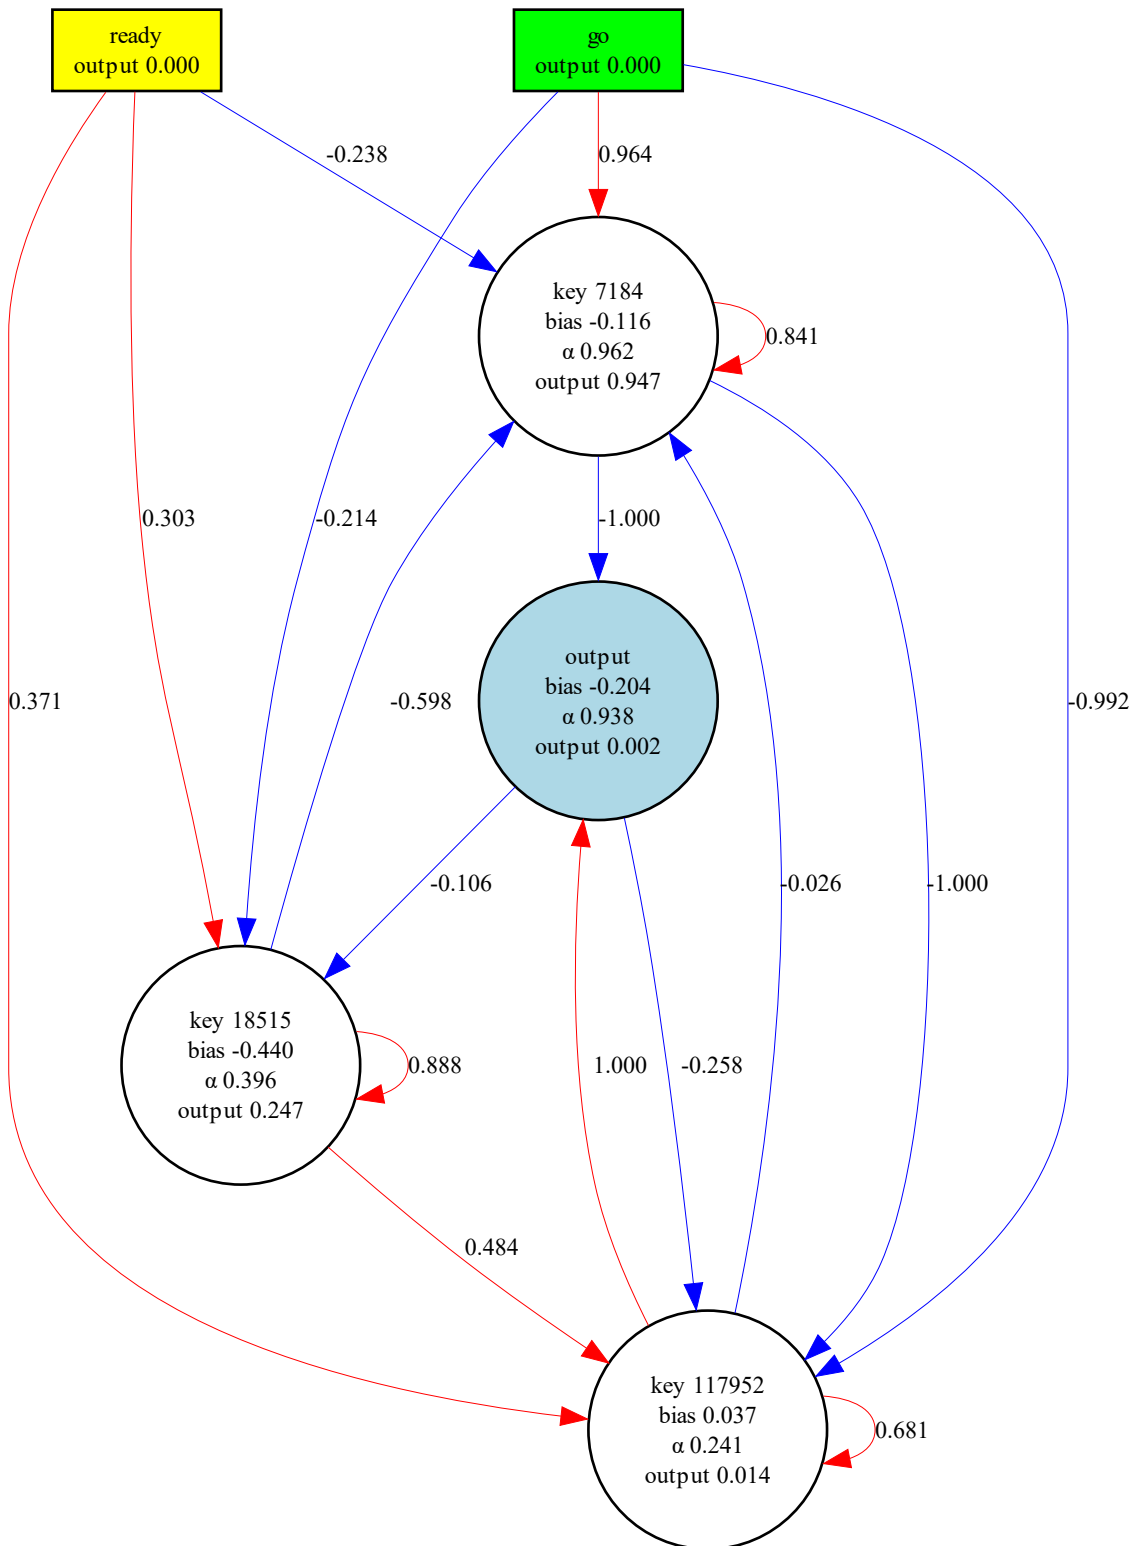 ready
output 0.000
go
output 0.000
-0.238
0.964
key 7184
bias -0.116
α 0.962
output 0.947
0.841
0.303
-0.214
-1.000
output
bias -0.204
α 0.938
output 0.002
0.371
-0.598
-0.992
-0.106
-0.026
-1.000
key 18515
bias -0.440
α 0.396
output 0.247
0.888
1.000
-0.258
0.484
key 117952
bias 0.037
α 0.241
output 0.014
0.681